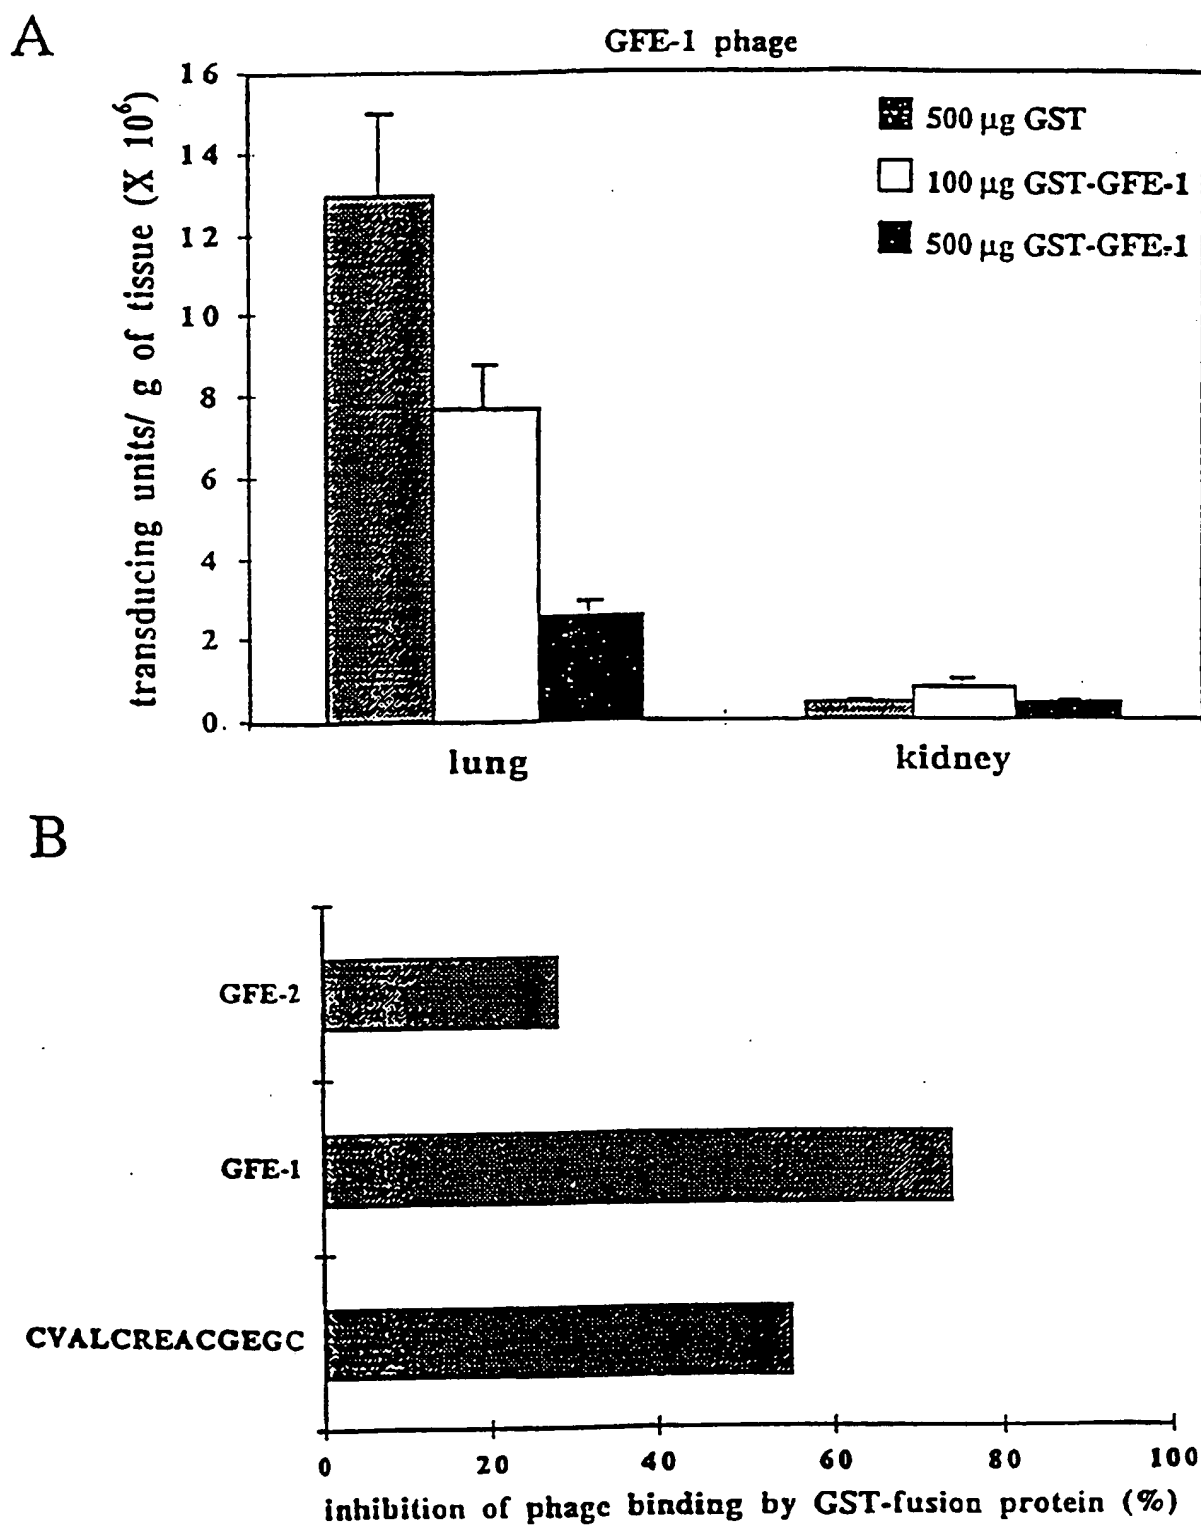 A
GFE-1 phage
16
14
12
10
8
6
4
2
0.
transducing units/ g of tissue (X 10⁶)
500 µg GST
100 µg GST-GFE-1
500 µg GST-GFE-1
lung
kidney
B
GFE-2
GFE-1
CVALCREACGEGC
0
20
40
60
80
100
inhibition of phage binding by GST-fusion protein (%)